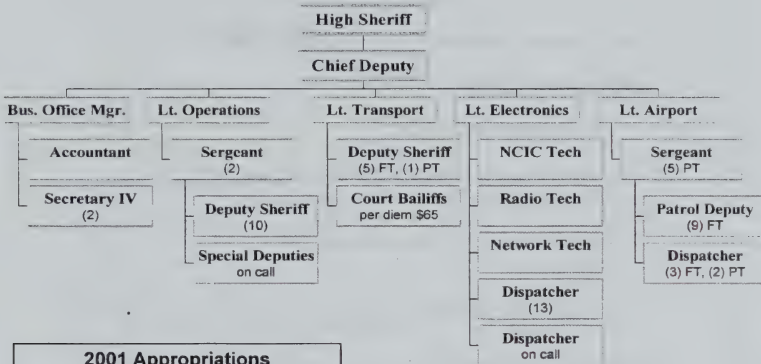 High Sheriff
Chief Deputy
Bus. Office Mgr.
Lt. Operations
Lt. Transport
Lt. Electronics
Lt. Airport
Accountant
Secretary IV
(2)
Sergeant
(2)
Deputy Sheriff
(10)
Special Deputies
on call
Deputy Sheriff
(5) FT, (1) PT
Court Bailiffs
per diem $65
NCIC Tech
Radio Tech
Network Tech
Dispatcher
(13)
Dispatcher
on call
Sergeant
(5) PT
Patrol Deputy
(9) FT
Dispatcher
(3) FT, (2) PT
2001 Appropriations